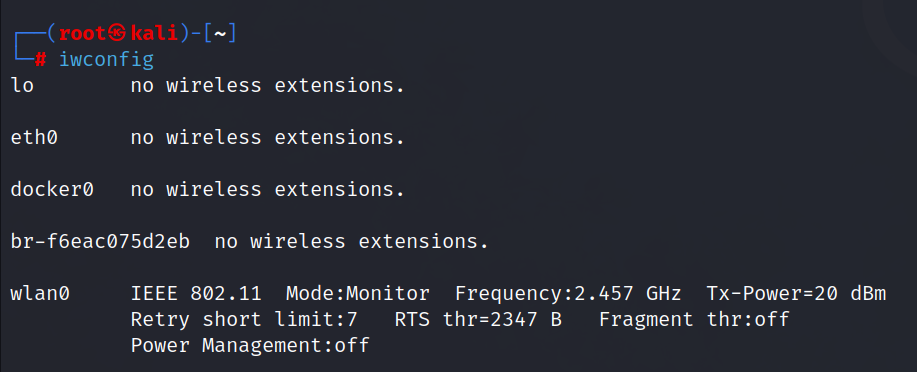 ┌──(root㉿kali)-[~]
└─# iwconfig
lo        no wireless extensions.
eth0      no wireless extensions.
docker0   no wireless extensions.
br-f6eac075d2eb  no wireless extensions.
wlan0     IEEE 802.11  Mode:Monitor  Frequency:2.457 GHz  Tx-Power=20 dBm
          Retry short limit:7   RTS thr=2347 B   Fragment thr:off
          Power Management:off